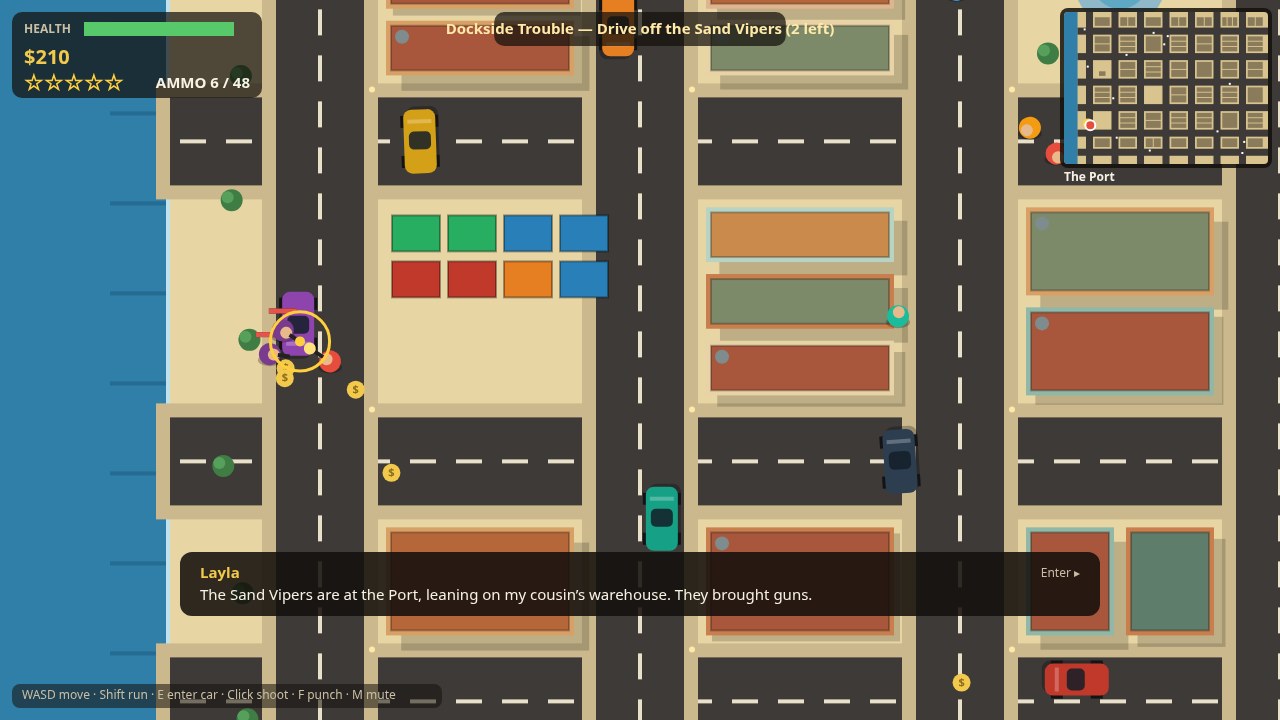 HEALTH
$210
AMMO 6 / 48
Dockside Trouble — Drive off the Sand Vipers (2 left)
The Port
$
$
$
$
Layla
Enter ▸
The Sand Vipers are at the Port, leaning on my cousin’s warehouse. They brought guns.
$
WASD move · Shift run · E enter car · Click shoot · F punch · M mute